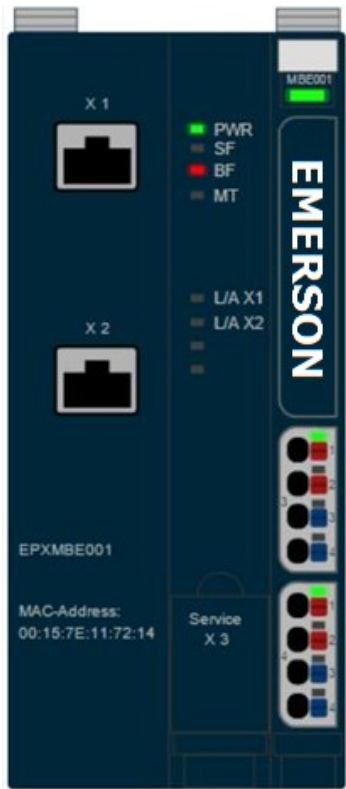 MBE001
X 1
PWR
SF
BF
MT
EMERSON
L/A X1
L/A X2
X 2
1
2
3
3
4
EPXMBE001
MAC-Address:
00:15:7E:11:72:14
Service
X 3
1
2
4
3
4